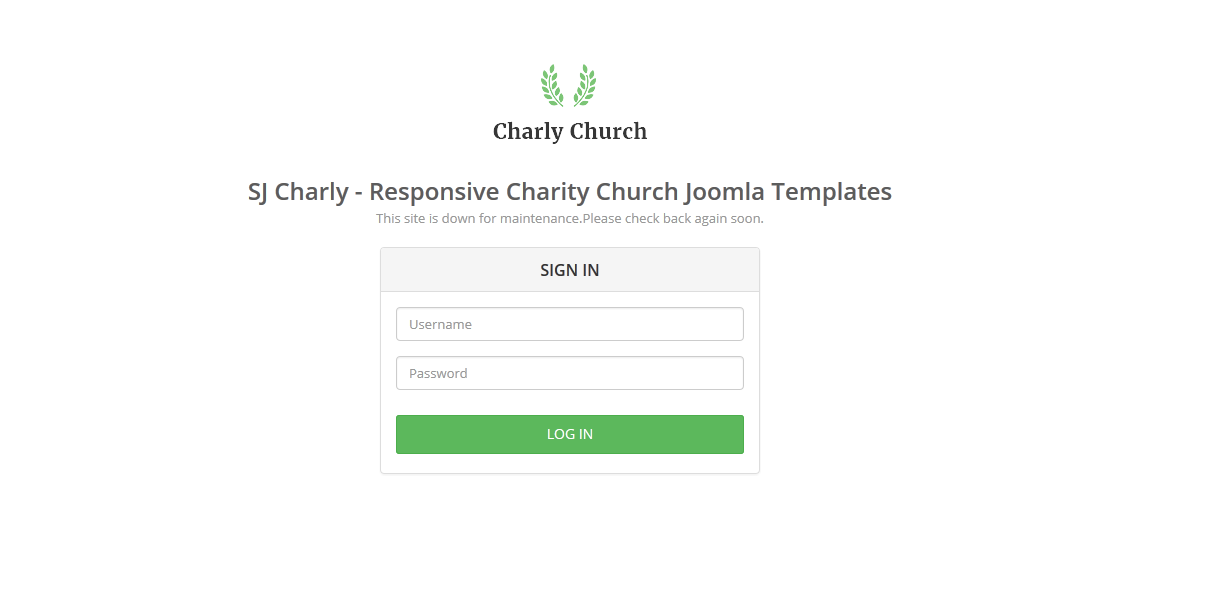 Charly Church
SJ Charly - Responsive Charity Church Joomla Templates
This site is down for maintenance.Please check back again soon.
SIGN IN
Username
Password
LOG IN